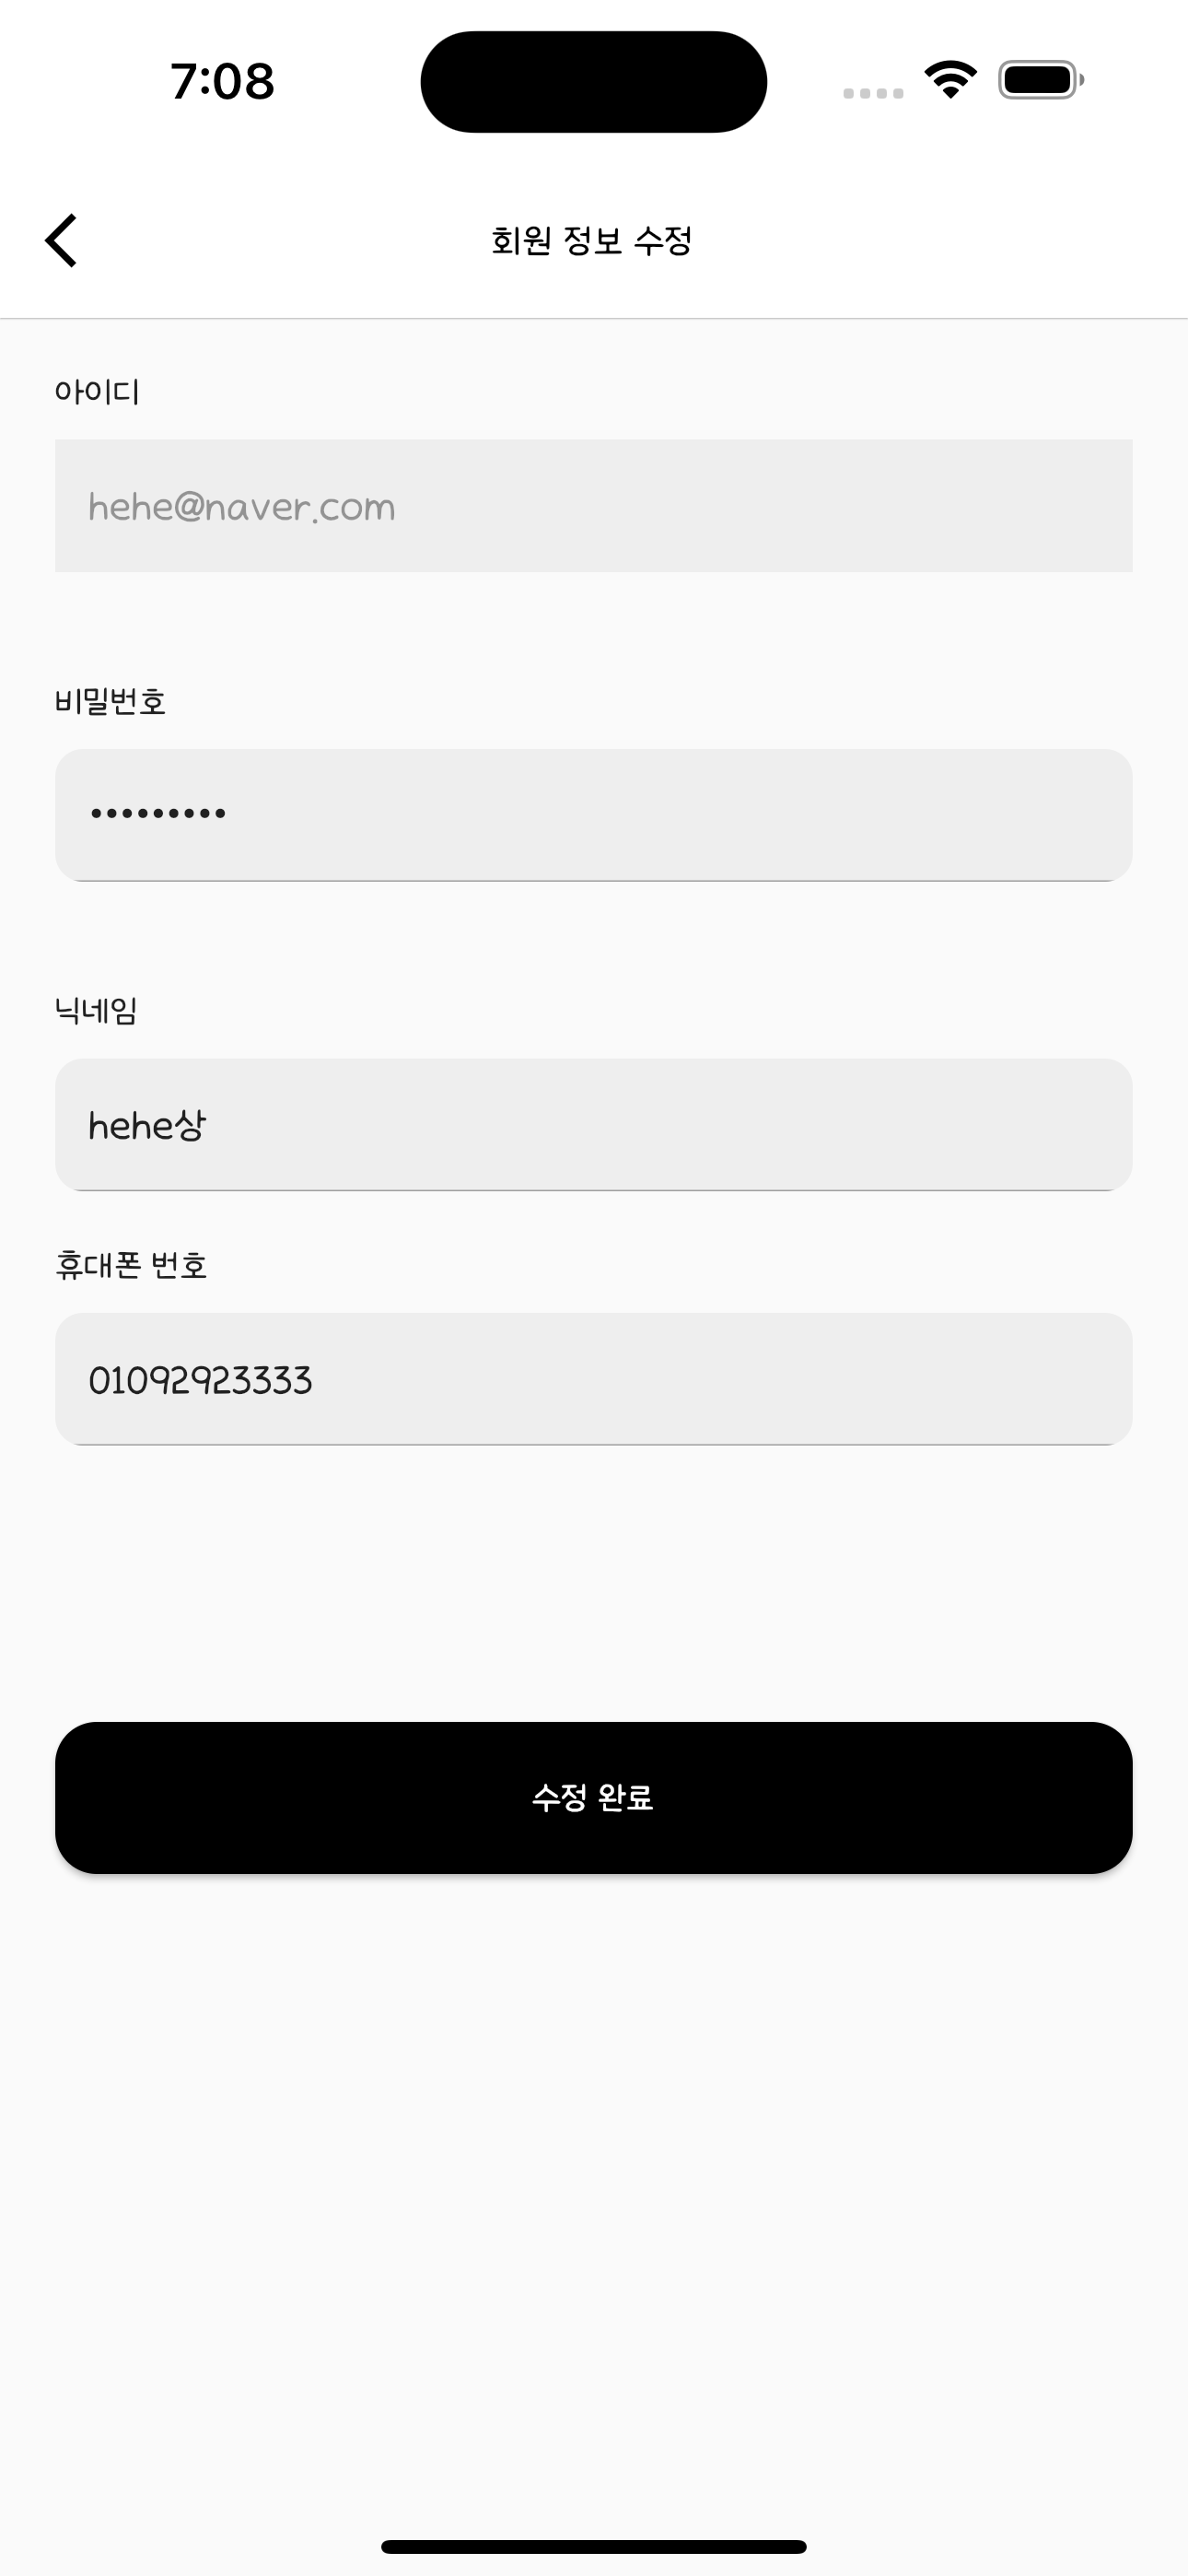 7:08
회원 정보 수정
아이디
hehe@naver.com
비밀번호
•••••••••
닉네임
hehe상
휴대폰 번호
01092923333
수정 완료